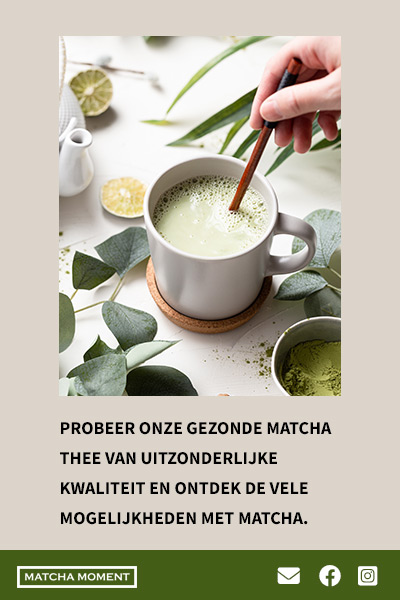 PROBEER ONZE GEZONDE MATCHA
THEE VAN UITZONDERLIJKE
KWALITEIT EN ONTDEK DE VELE
MOGELIJKHEDEN MET MATCHA.
MATCHA MOMENT